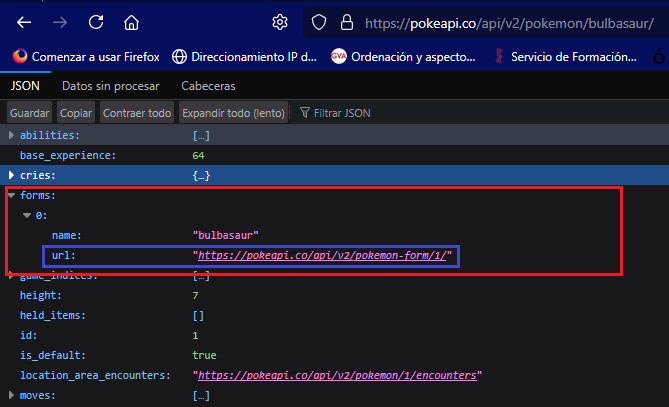 https://pokeapi.co/api/v2/pokemon/bulbasaur/
Comenzar a usar Firefox Direccionamiento IP d... GVA Ordenación y aspecto... Servicio de Formación...
JSON Datos sin procesar Cabeceras
Guardar Copiar Contraer todo Expandir todo (lento) Filtrar JSON
abilities: […]
base_experience: 64
cries: {…}
forms:
0:
name: "bulbasaur"
url: "https://pokeapi.co/api/v2/pokemon-form/1/"
game_indices: […]
height: 7
held_items: []
id: 1
is_default: true
location_area_encounters: "https://pokeapi.co/api/v2/pokemon/1/encounters"
moves: […]